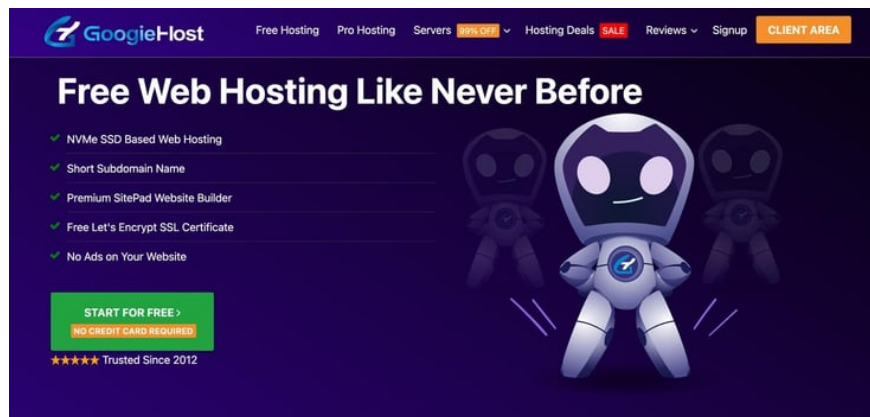 GoogieHost
Free Hosting Pro Hosting Servers 99% OFF Hosting Deals SALE Reviews Signup CLIENT AREA
Free Web Hosting Like Never Before
NVMe SSD Based Web Hosting
Short Subdomain Name
Premium SitePad Website Builder
Free Let's Encrypt SSL Certificate
No Ads on Your Website
START FOR FREE >
NO CREDIT CARD REQUIRED
Trusted Since 2012